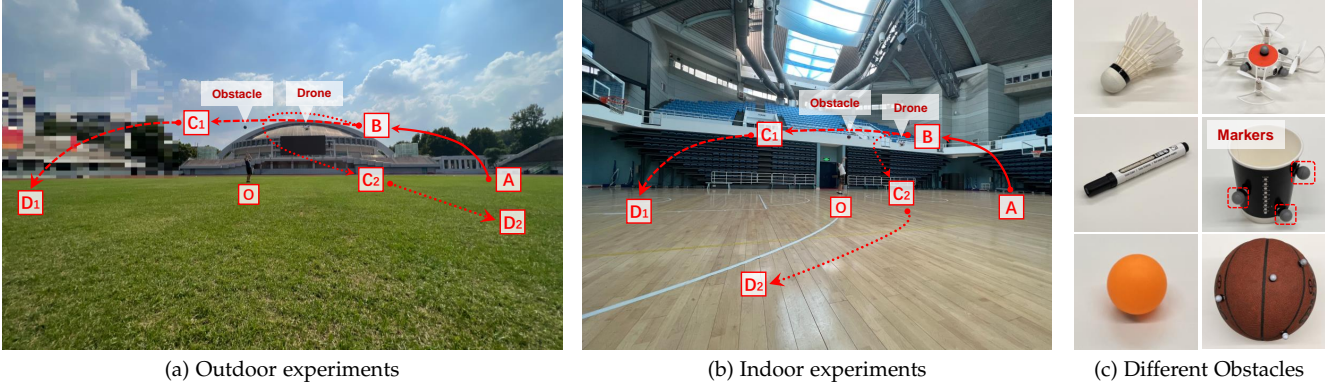 Obstacle
Drone
C1
B
C2
A
O
D1
D2
Obstacle
Drone
C1
B
C2
O
D1
A
D2
Markers
(a) Outdoor experiments
(b) Indoor experiments
(c) Different Obstacles